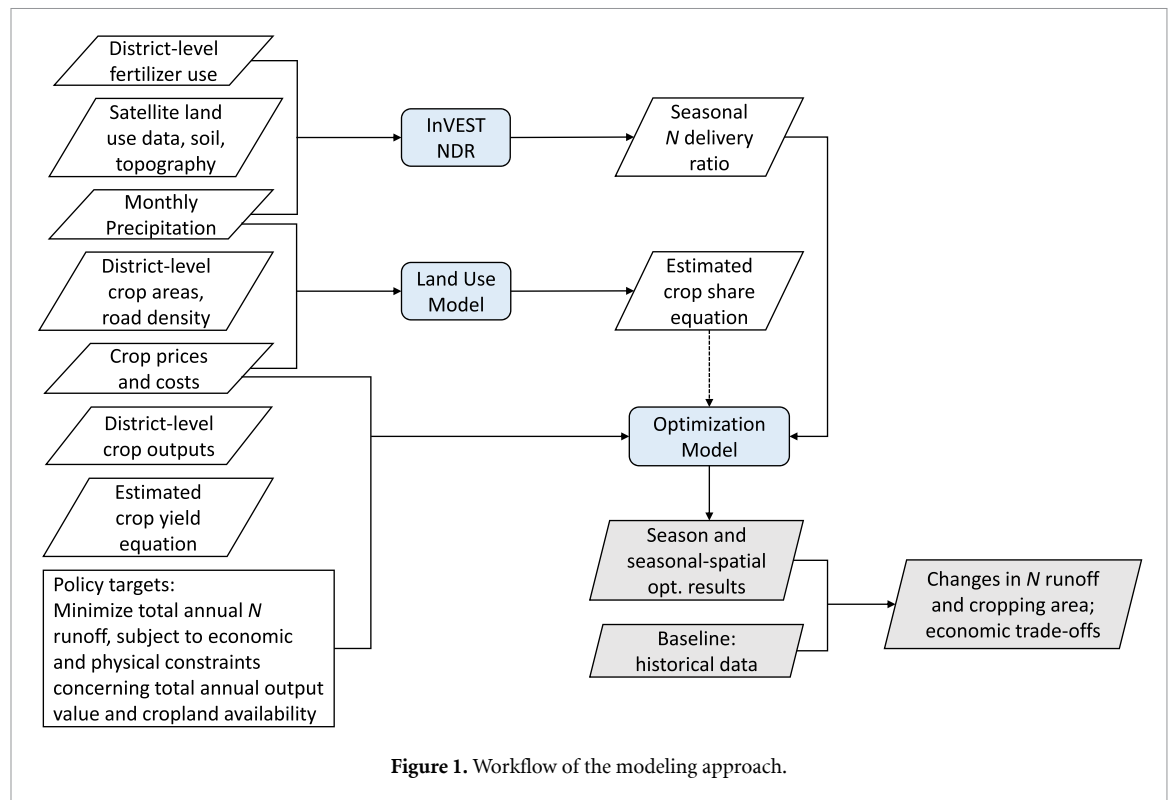 District-level
fertilizer use
Satellite land
use data, soil,
topography
Monthly
Precipitation
District-level
crop areas,
road density
Crop prices
and costs
District-level
crop outputs
Estimated
crop yield
equation
Policy targets:
Minimize total annual N
runoff, subject to economic
and physical constraints
concerning total annual output
value and cropland availability
InVEST
NDR
Land Use
Model
Seasonal
N delivery
ratio
Estimated
crop share
equation
Optimization
Model
Season and
seasonal-spatial
opt. results
Baseline:
historical data
Changes in N runoff
and cropping area;
economic trade-offs
Figure 1. Workflow of the modeling approach.